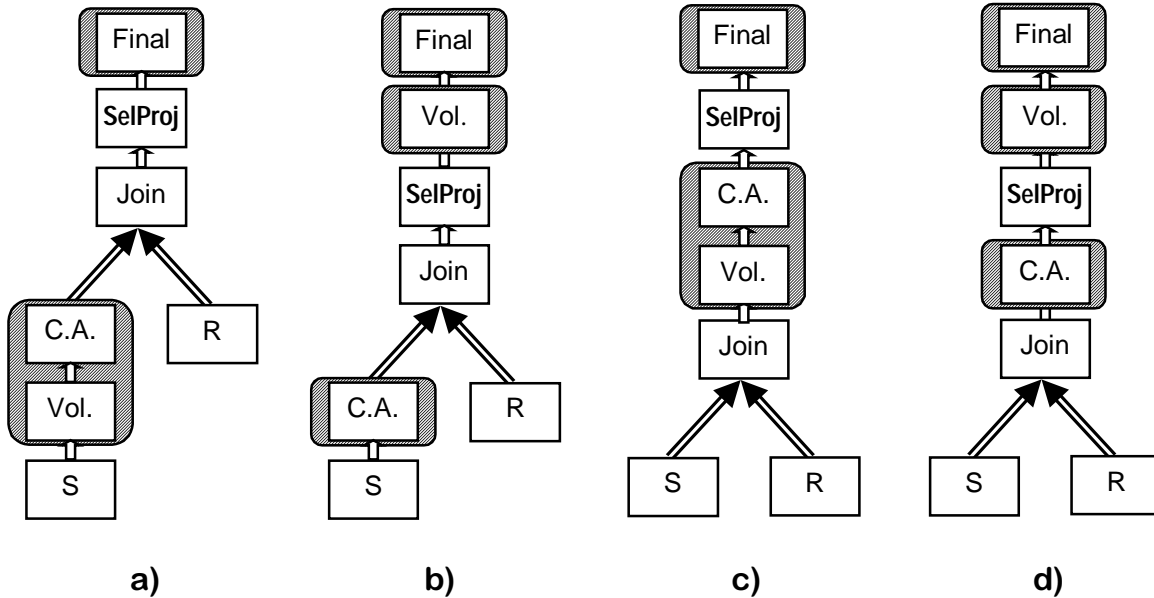 Final
SelProj
Join
C.A.
R
Vol.
S
a)
Final
Vol.
SelProj
Join
C.A.
R
S
b)
Final
SelProj
C.A.
Vol.
Join
S
R
c)
Final
Vol.
SelProj
C.A.
Join
S
R
d)